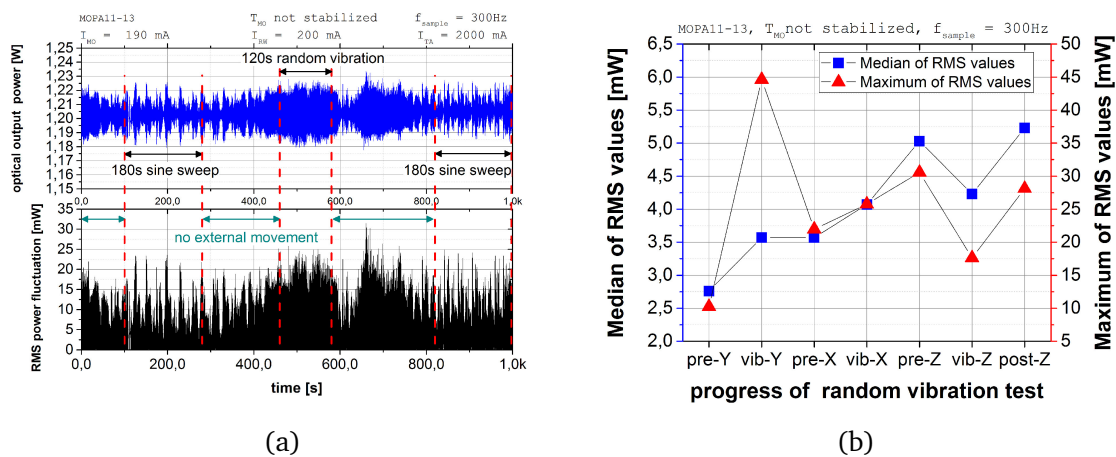 MOPA11-13 T_MO not stabilized f_sample = 300Hz
I_MO = 190 mA I_RW = 200 mA I_TA = 2000 mA
optical output power [W]
1,25
1,24
1,23
1,22
1,21
1,20
1,19
1,18
1,17
1,16
1,15
120s random vibration
180s sine sweep
180s sine sweep
0,0 200,0 400,0 600,0 800,0 1,0k
RMS power fluctuation [mW]
35
30
25
20
15
10
5
0
no external movement
0,0 200,0 400,0 600,0 800,0 1,0k
time [s]
(a)
MOPA11-13, T_MO not stabilized, f_sample = 300Hz
Median of RMS values [mW]
6,5
6,0
5,5
5,0
4,5
4,0
3,5
3,0
2,5
2,0
Median of RMS values
Maximum of RMS values
50
45
40
35
30
25
20
15
10
5
Maximum of RMS values [mW]
pre-Y vib-Y pre-X vib-X pre-Z vib-Z post-Z
progress of random vibration test
(b)